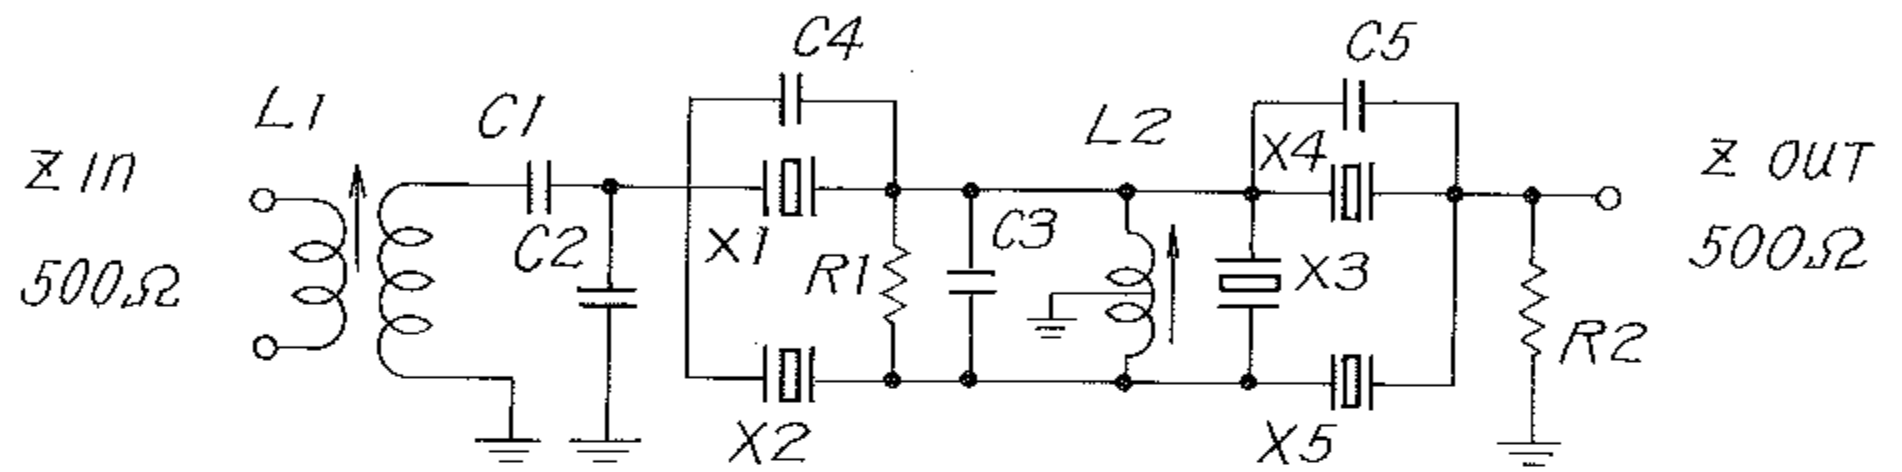 C4
C5
L1
C1
L2
X4
Z IN
Z OUT
C2
X1
C3
500Ω
R1
X3
500Ω
R2
X2
X5